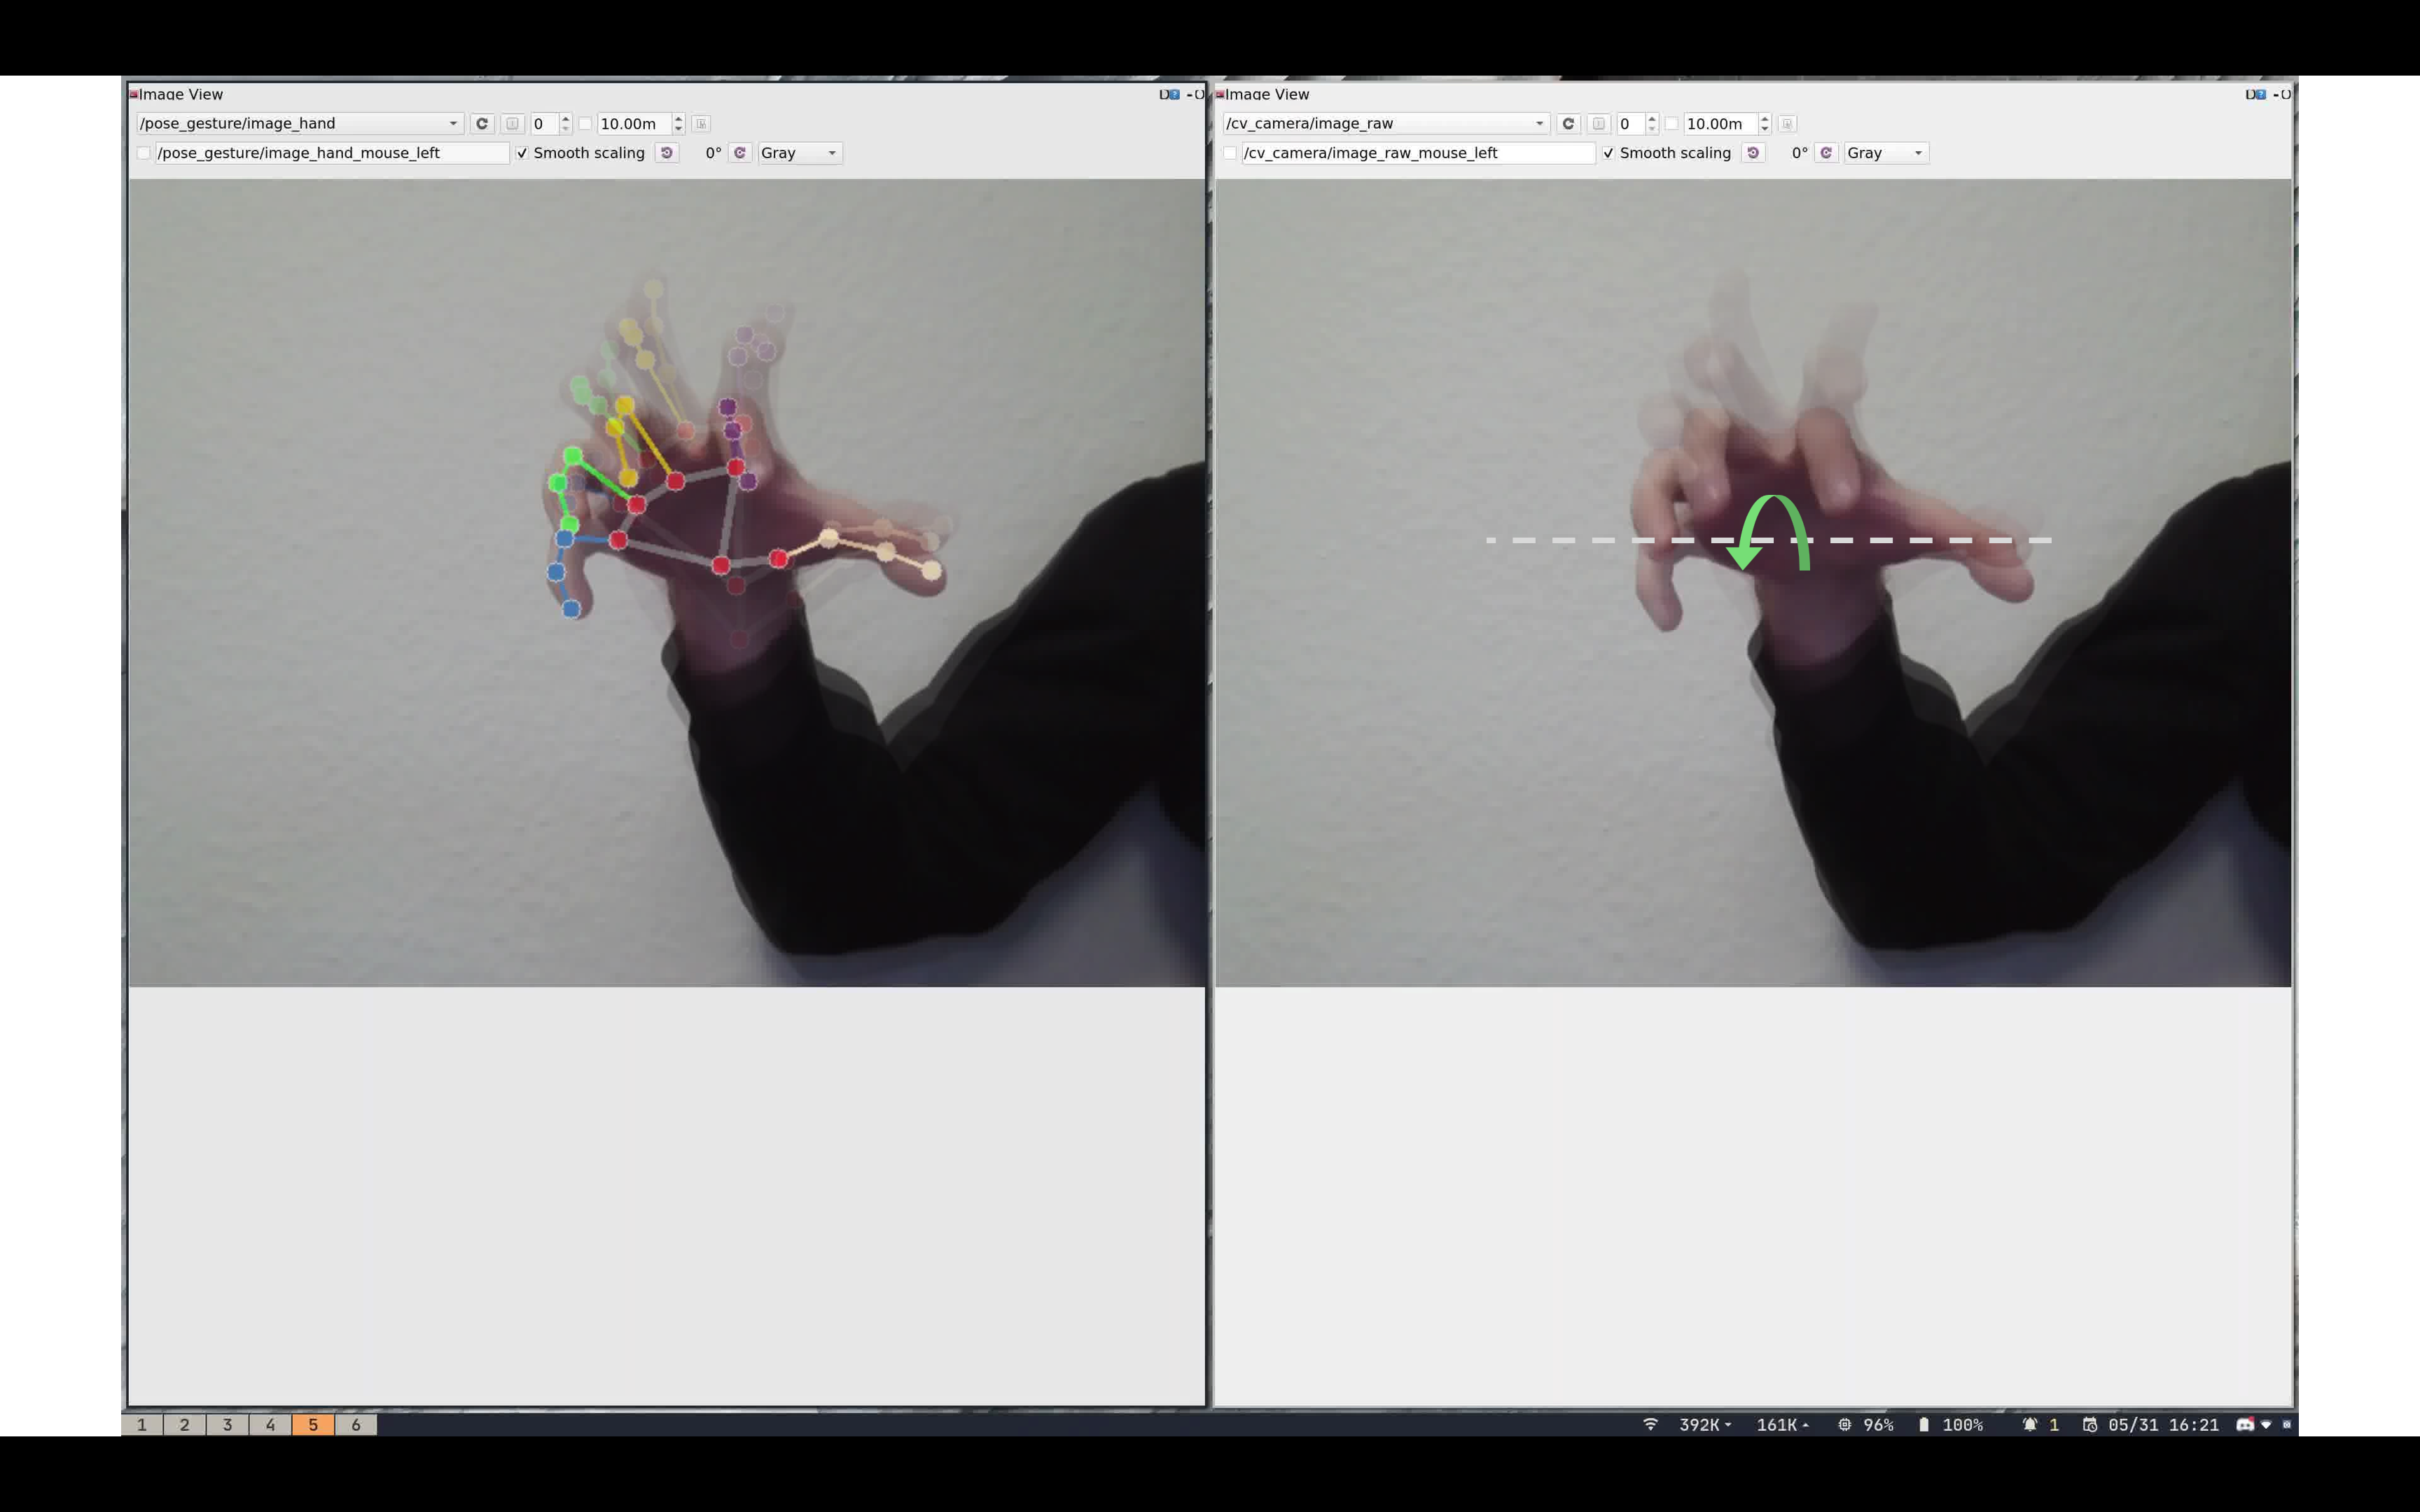 Image View
/pose_gesture/image_hand 0 10.00m
/pose_gesture/image_hand_mouse_left Smooth scaling 0° Gray
Image View
/cv_camera/image_raw 0 10.00m
/cv_camera/image_raw_mouse_left Smooth scaling 0° Gray
1 2 3 4 5 6
392K 161K 96% 100% 1 05/31 16:21